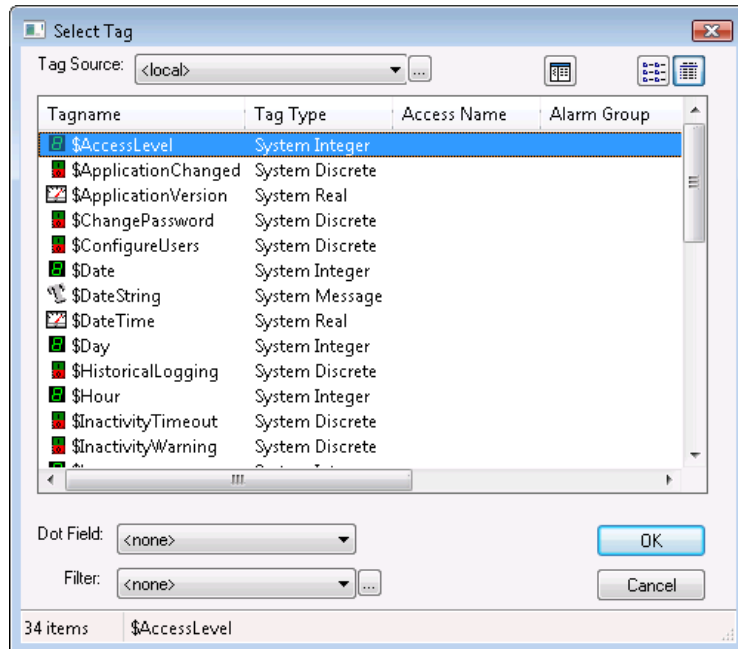 Select Tag
Tag Source: <local> ...
Tagname Tag Type Access Name Alarm Group
$AccessLevel System Integer
$ApplicationChanged System Discrete
$ApplicationVersion System Real
$ChangePassword System Discrete
$ConfigureUsers System Discrete
$Date System Integer
$DateString System Message
$DateTime System Real
$Day System Integer
$HistoricalLogging System Discrete
$Hour System Integer
$InactivityTimeout System Discrete
$InactivityWarning System Discrete
Dot Field: <none> OK
Filter: <none> ... Cancel
34 items $AccessLevel